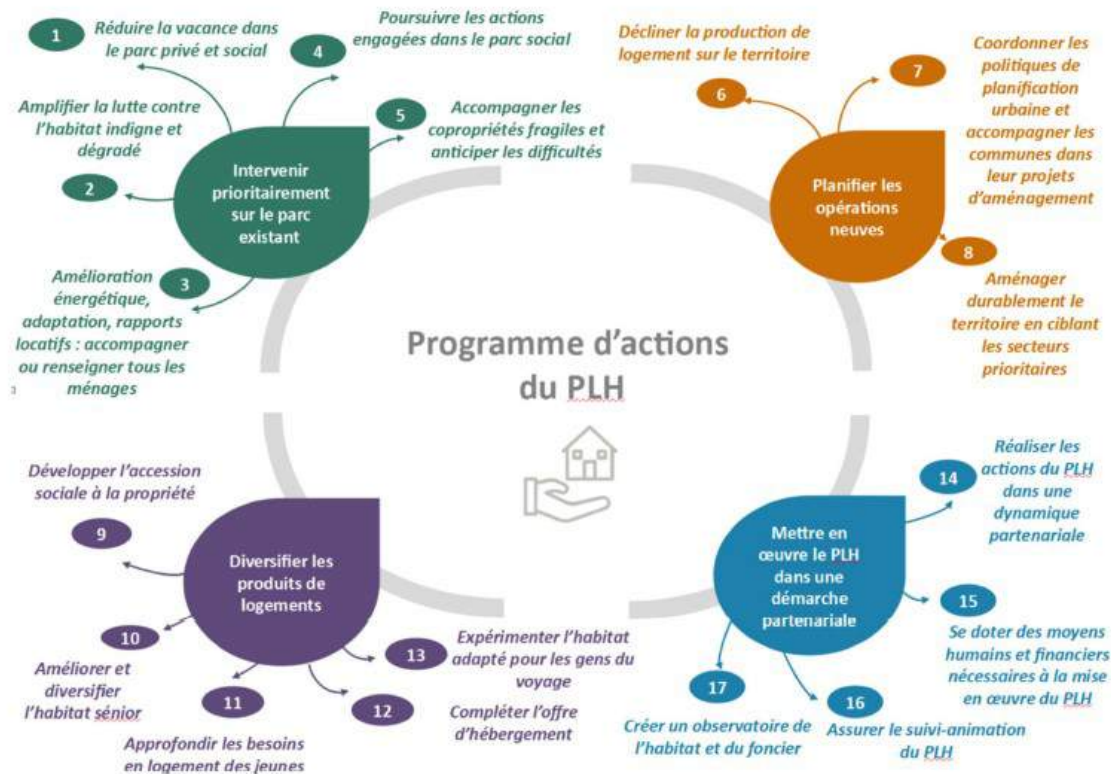 1
Réduire la vacance dans
le parc privé et social
4
Poursuivre les actions
engagées dans le parc social
Amplifier la lutte contre
l'habitat indigne et
dégradé
2
5
Accompagner les
copropriétés fragiles et
anticiper les difficultés
Intervenir
prioritairement
sur le parc
existant
3
Amélioration
énergétique,
adaptation, rapports
locatifs : accompagner
ou renseigner tous les
ménages
3
Décliner la production de
logement sur le territoire
6
7
Coordonner les
politiques de
planification
urbaine et
accompagner les
communes dans
leur projets
d'aménagement
Planifier les
opérations
neuves
8
Aménager
durablement le
territoire en ciblant
les secteurs
prioritaires
Programme d'actions
du PLH
Développer l'accession
sociale à la propriété
9
Diversifier les
produits de
logements
10
Améliorer et
diversifier
l'habitat sénior
11
Approfondir les besoins
en logement des jeunes
12
Compléter l'offre
d'hébergement
13
Expérimenter l'habitat
adapté pour les gens du
voyage
Mettre en
œuvre le PLH
dans une
démarche
partenariale
14
Réaliser les
actions du PLH
dans une
dynamique
partenariale
15
Se doter des moyens
humains et financiers
nécessaires à la mise
en œuvre du PLH
16
Assurer le suivi-animation
du PLH
17
Créer un observatoire de
l'habitat et du foncier